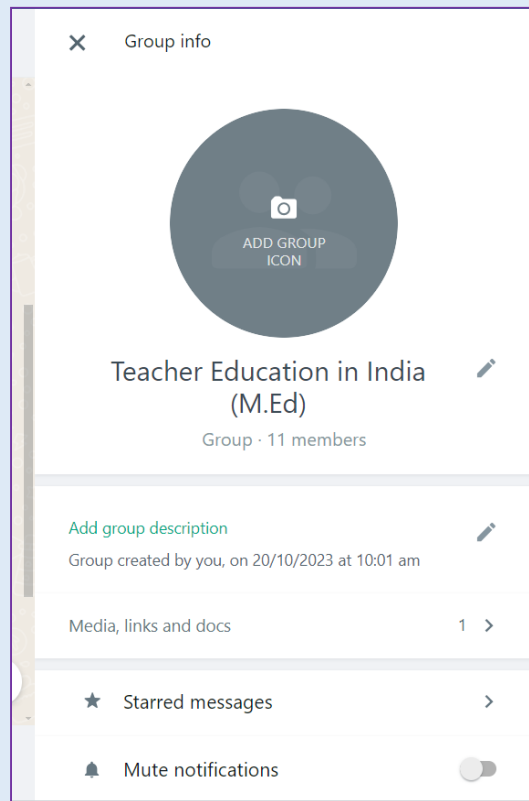 Group info
ADD GROUP
ICON
Teacher Education in India
(M.Ed)
Group · 11 members
Add group description
Group created by you, on 20/10/2023 at 10:01 am
Media, links and docs 1
Starred messages
Mute notifications